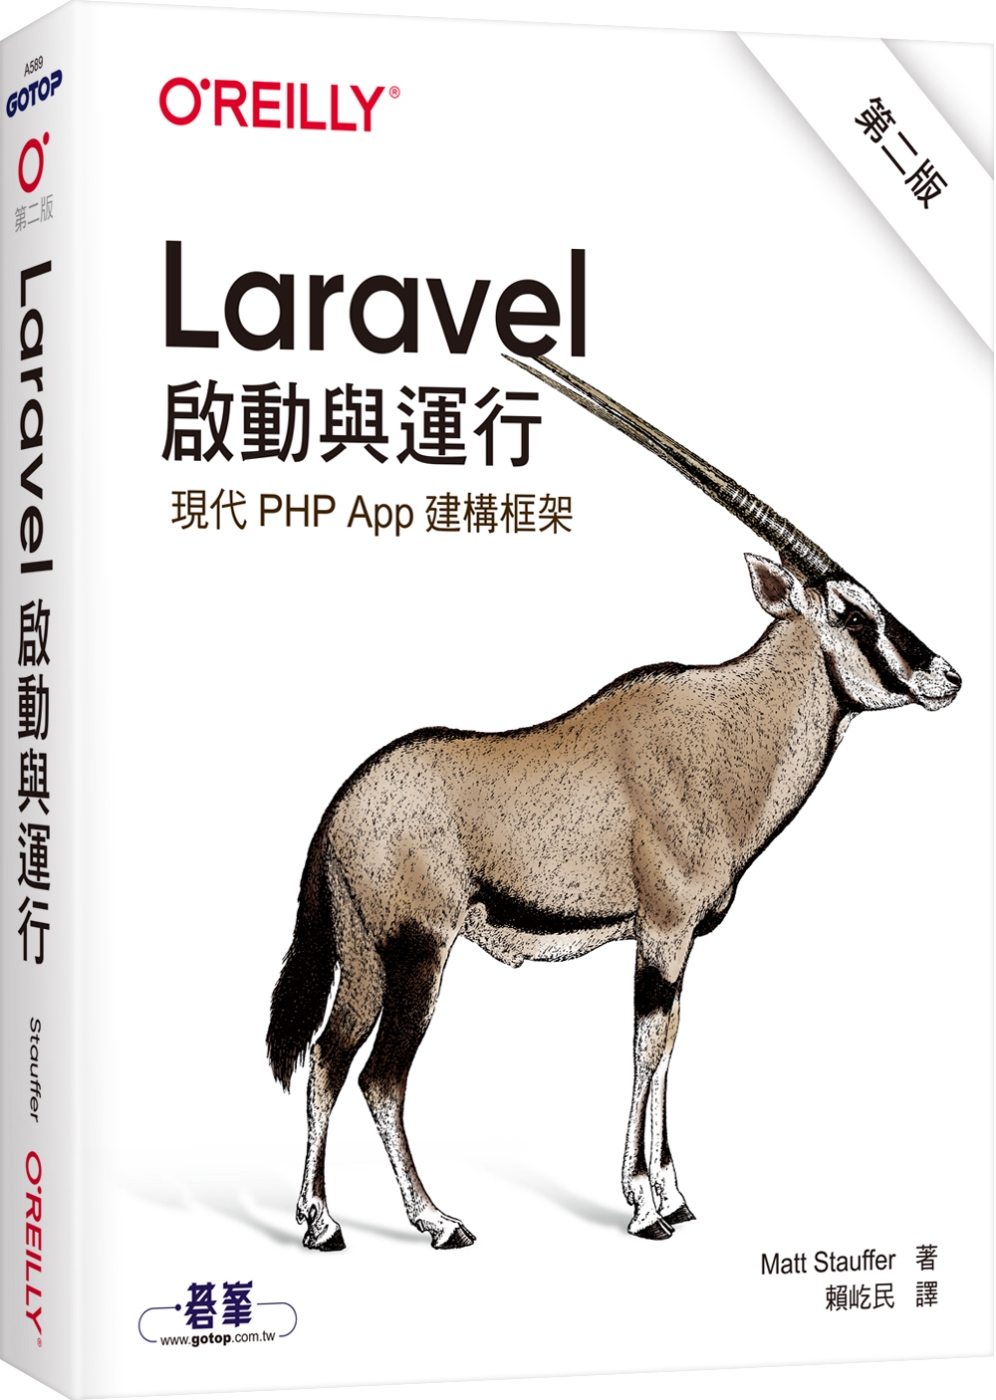 A589
GOTOP
第二版
Laravel 啟動與運行
Stauffer
O'REILLY®
O'REILLY®
第二版
Laravel
啟動與運行
現代 PHP App 建構框架
Matt Stauffer 著
賴屹民 譯
碁峯
www.gotop.com.tw